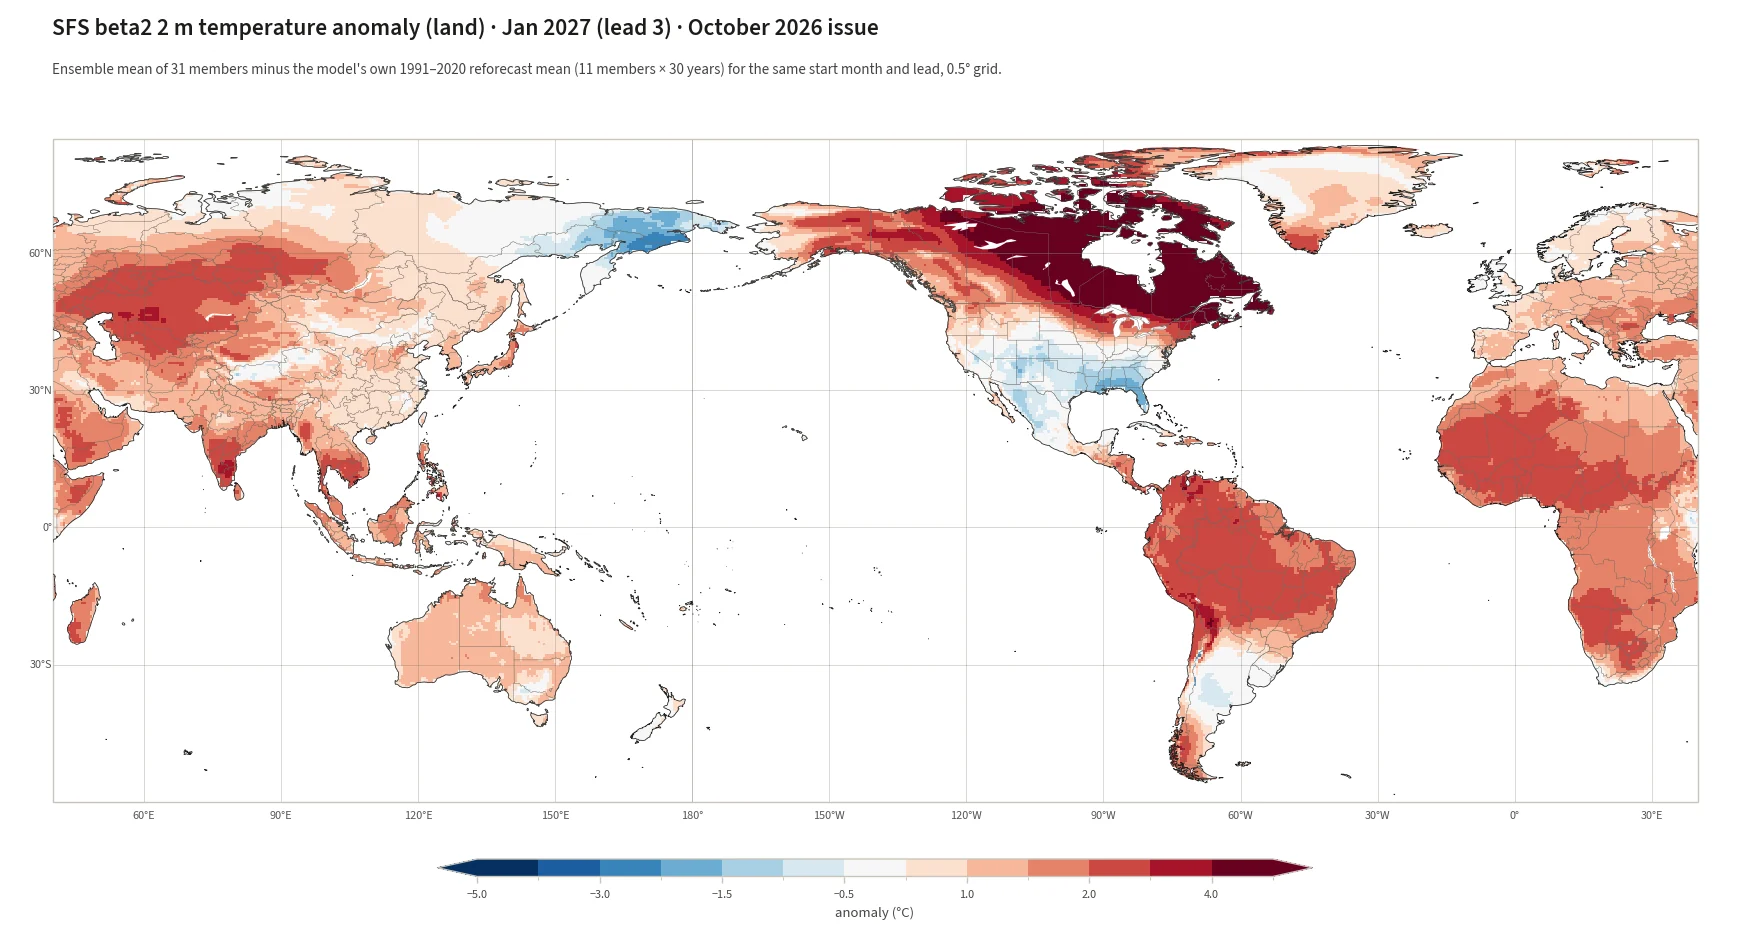 SFS beta2 2 m temperature anomaly (land) · Jan 2027 (lead 3) · October 2026 issue
Ensemble mean of 31 members minus the model's own 1991–2020 reforecast mean (11 members × 30 years) for the same start month and lead, 0.5° grid.
60°N
30°N
0°
30°S
60°E 90°E 120°E 150°E 180° 150°W 120°W 90°W 60°W 30°W 0° 30°E
−5.0 −3.0 −1.5 −0.5 1.0 2.0 4.0
anomaly (°C)